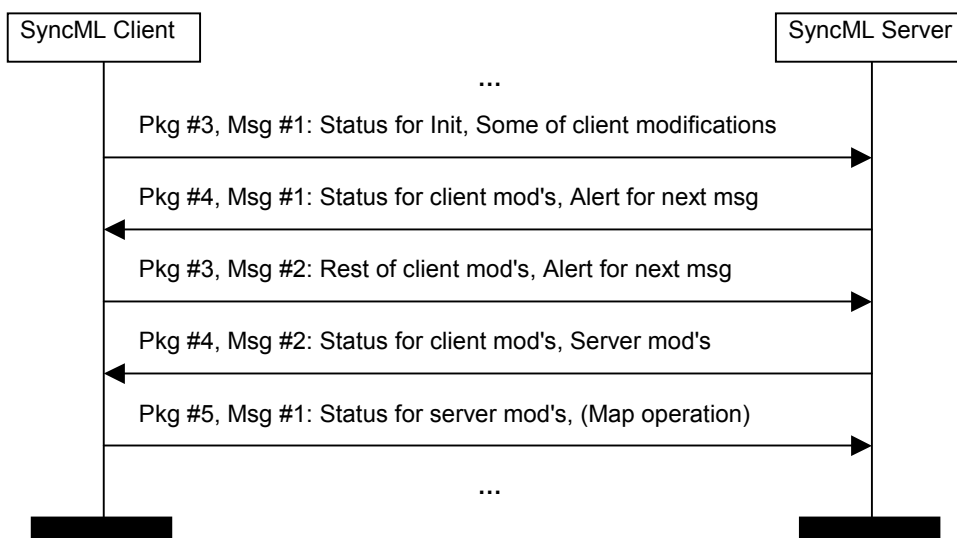 SyncML Client
SyncML Server
...
Pkg #3, Msg #1: Status for Init, Some of client modifications
Pkg #4, Msg #1: Status for client mod's, Alert for next msg
Pkg #3, Msg #2: Rest of client mod's, Alert for next msg
Pkg #4, Msg #2: Status for client mod's, Server mod's
Pkg #5, Msg #1: Status for server mod's, (Map operation)
...